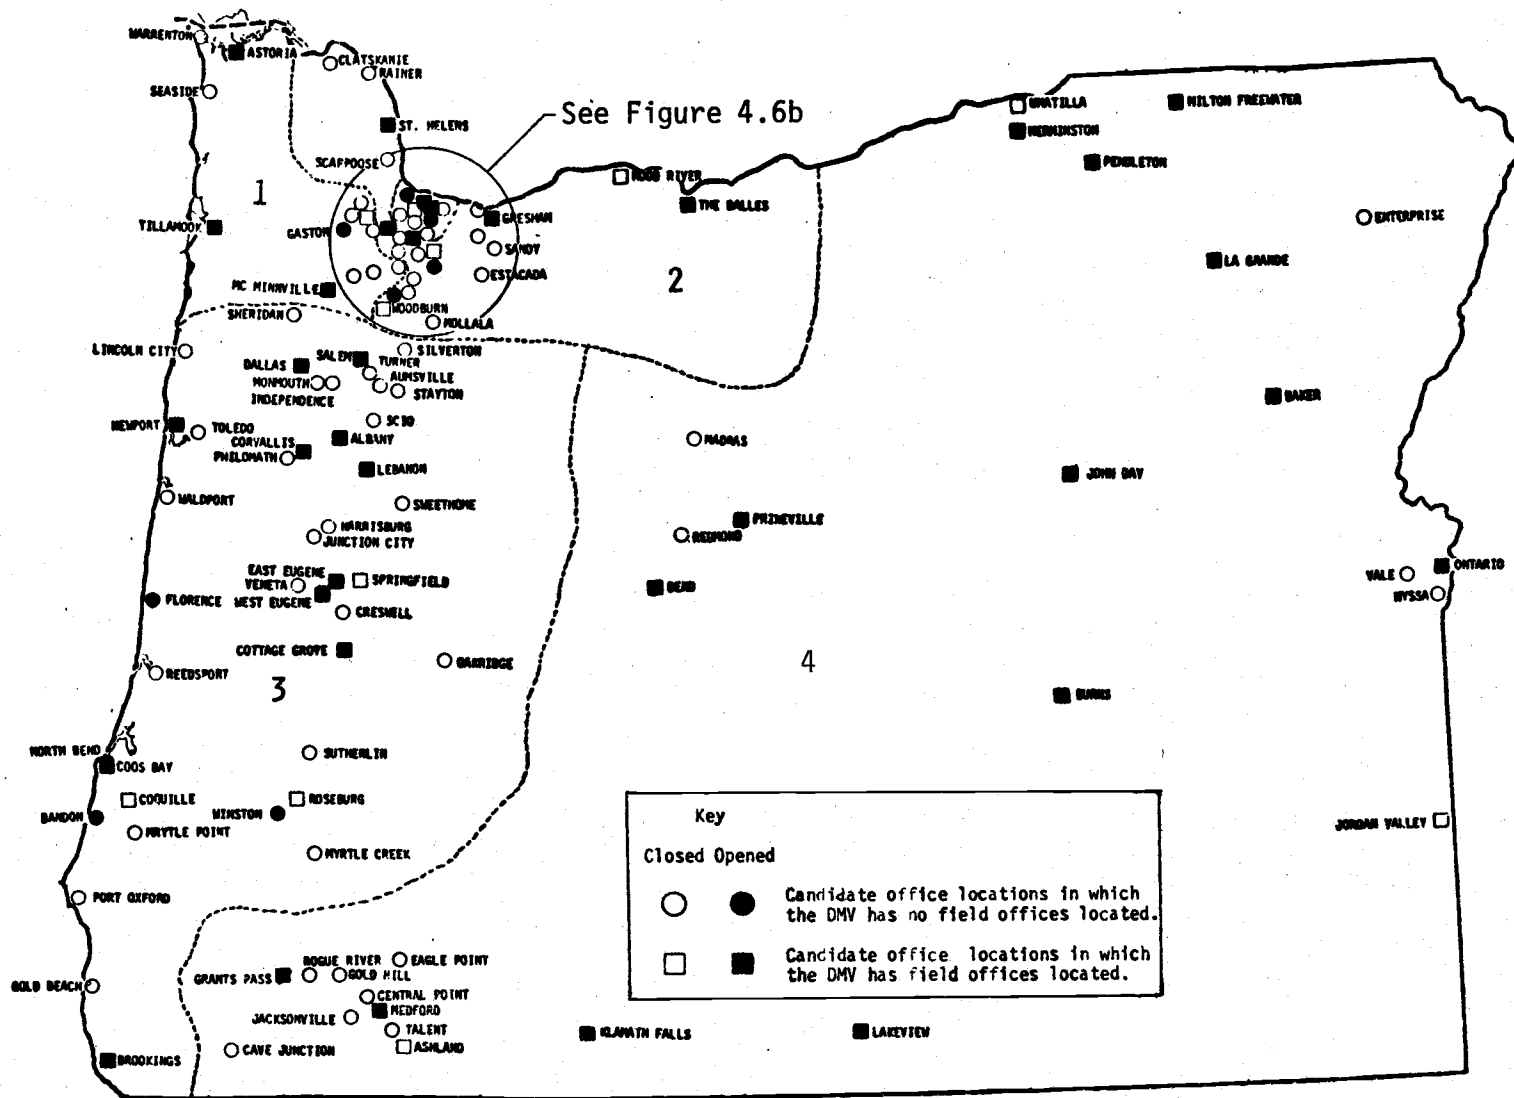 WARRENTON
ASTORIA
CLATSKANIE
RAINER
SEASIDE
See Figure 4.6b
UMATILLA
MILTON FREEWATER
HERMINSTON
ST. HELENS
SCAPPOOSE
PENDLETON
HOOD RIVER
1
THE DALLES
TILLAMOOK
GASTON
GRESHAM
ENTERPRISE
SANDY
LA GRANDE
ESTACADA
2
MC MINNVILLE
WOODBURN
SHERIDAN
MOLLALA
LINCOLN CITY
SILVERTON
SALEM
TURNER
DALLAS
AUMSVILLE
MONMOUTH
STAYTON
INDEPENDENCE
BAKER
SCIO
NEWPORT
TOLEDO
ALBANY
MADRAS
CORVALLIS
PHILOMATH
LEBANON
JOHN DAY
WALDPORT
SWEETHOME
HARRISBURG
PRINEVILLE
JUNCTION CITY
REDMOND
EAST EUGENE
SPRINGFIELD
VENETA
BEND
ONTARIO
VALE
WEST EUGENE
NYSSA
FLORENCE
CRESWELL
COTTAGE GROVE
OAKRIDGE
4
REEDSPORT
3
BURNS
NORTH BEND
SUTHERLIN
COOS BAY
COQUILLE
ROSEBURG
BANDON
WINSTON
MRYTLE POINT
JORDAN VALLEY
MYRTLE CREEK
PORT OXFORD
Key
Closed Opened
Candidate office locations in which
the DMV has no field offices located.
Candidate office locations in which
the DMV has field offices located.
ROGUE RIVER
EAGLE POINT
GRANTS PASS
GOLD HILL
GOLD BEACH
CENTRAL POINT
MEDFORD
JACKSONVILLE
TALENT
KLAMATH FALLS
LAKEVIEW
CAVE JUNCTION
ASHLAND
BROOKINGS